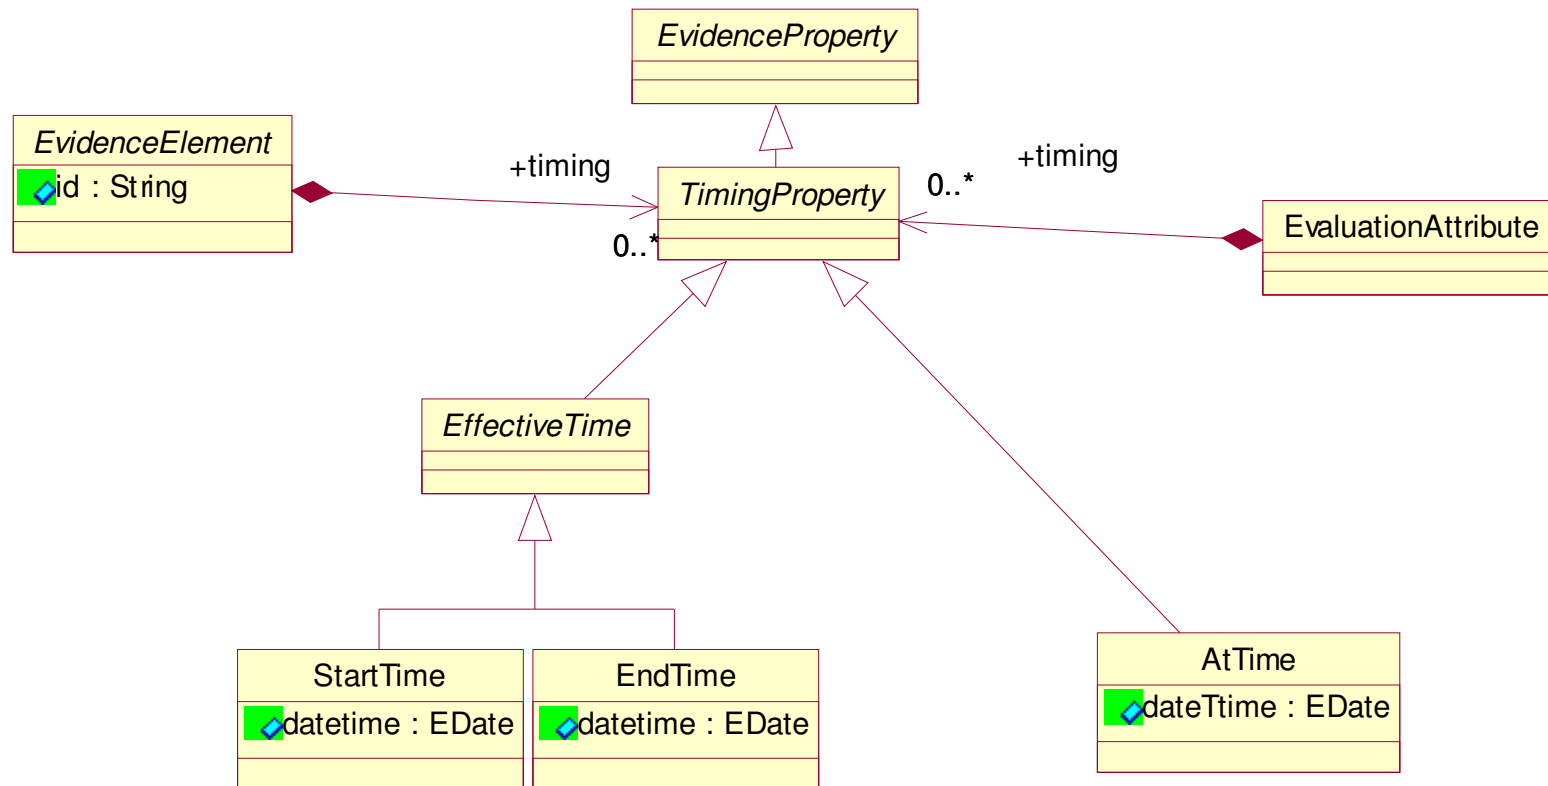 EvidenceProperty
EvidenceElement
id : String
+timing
0..*
TimingProperty
0..*
+timing
EvaluationAttribute
EffectiveTime
StartTime
datetime : EDate
EndTime
datetime : EDate
AtTime
dateTtime : EDate